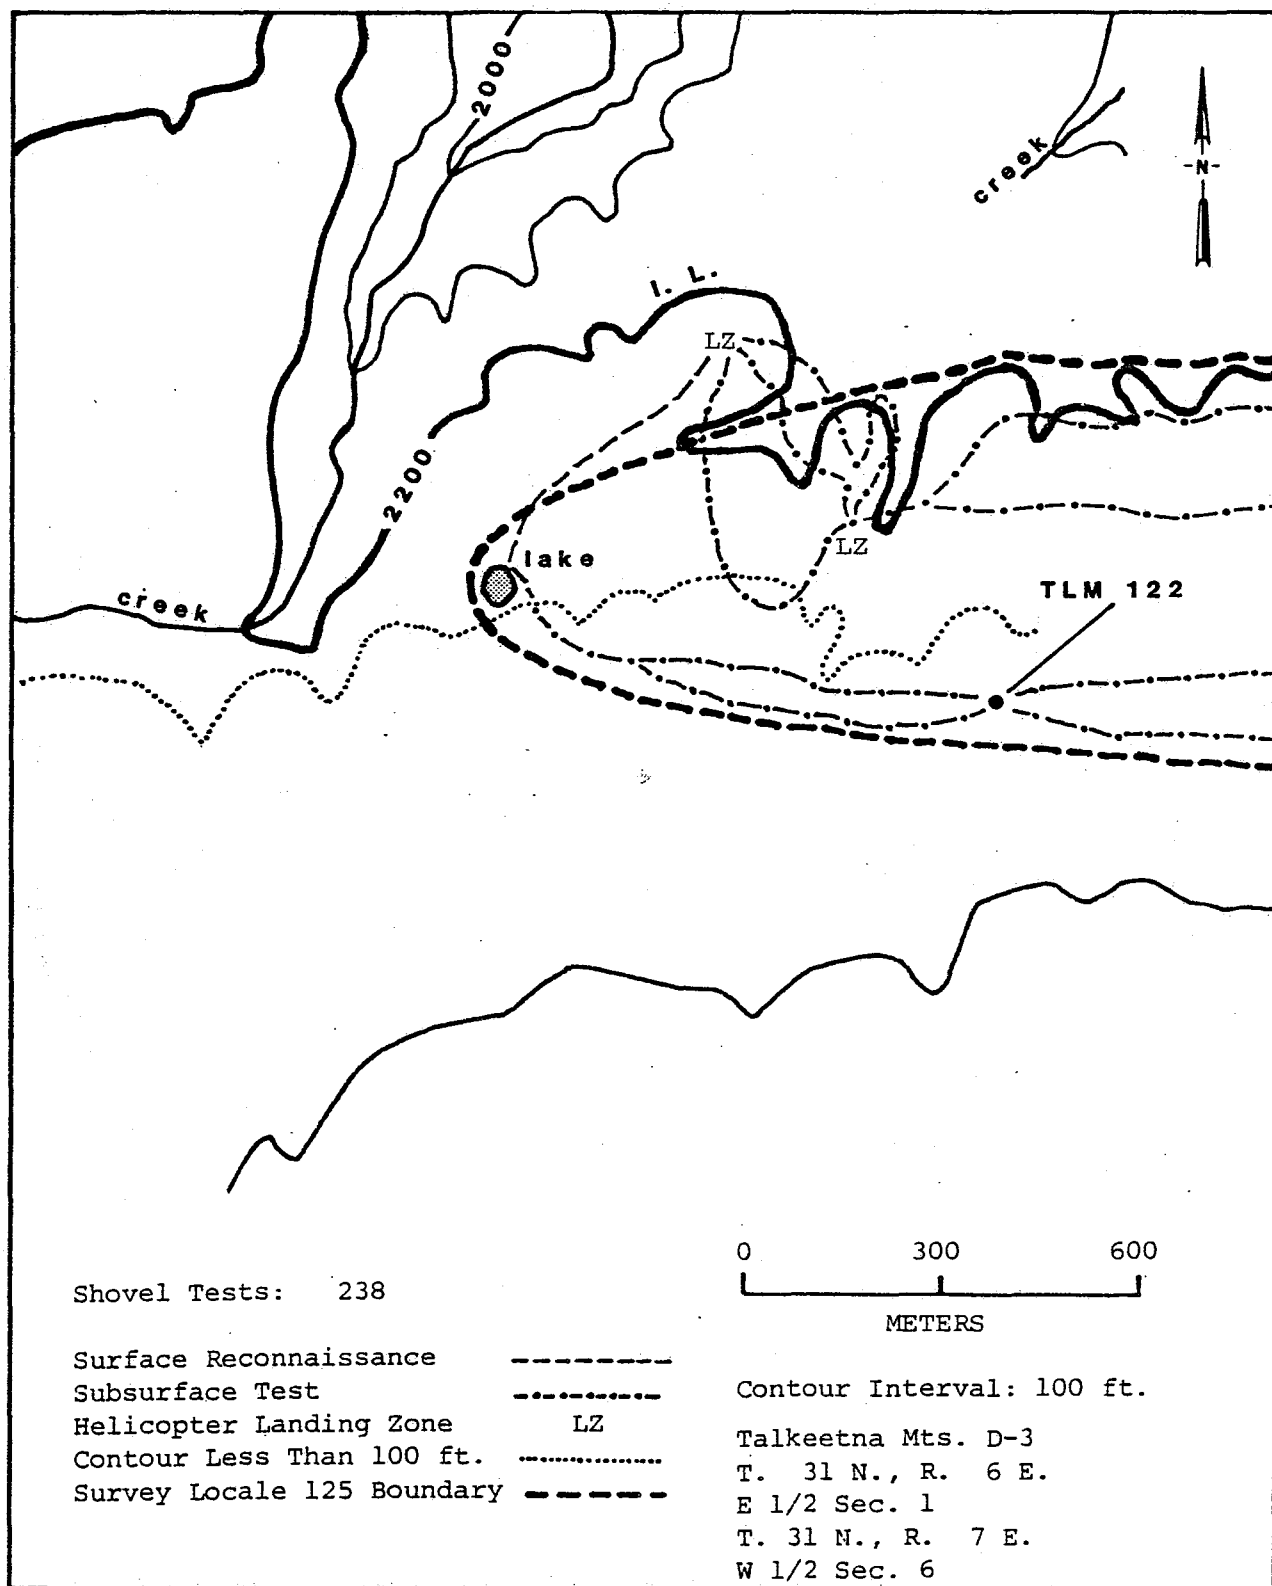 2000
creek
-N-
I. L.
LZ
2200
LZ
lake
TLM 122
creek
0 300 600
METERS
Shovel Tests: 238
Surface Reconnaissance
Subsurface Test
Helicopter Landing Zone LZ
Contour Less Than 100 ft.
Survey Locale 125 Boundary
Contour Interval: 100 ft.
Talkeetna Mts. D-3
T. 31 N., R. 6 E.
E 1/2 Sec. 1
T. 31 N., R. 7 E.
W 1/2 Sec. 6